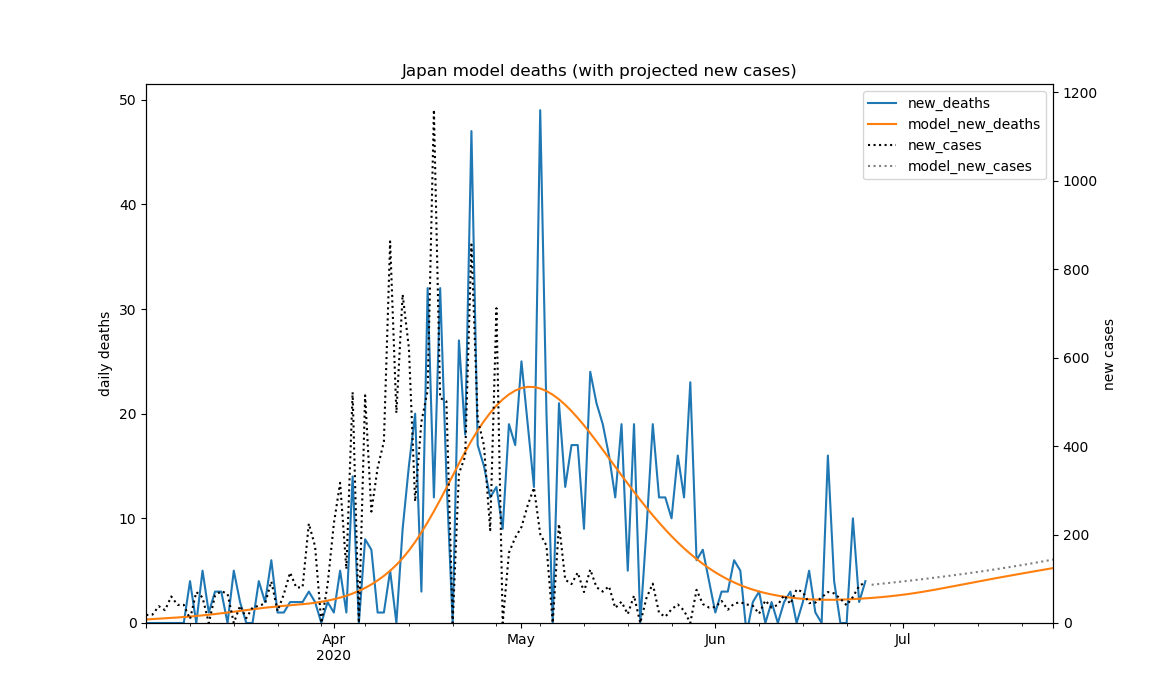 Japan model deaths (with projected new cases)
new_deaths
model_new_deaths
new_cases
model_new_cases
daily deaths
50
40
30
20
10
0
new cases
1200
1000
800
600
400
200
0
Apr
2020
May
Jun
Jul